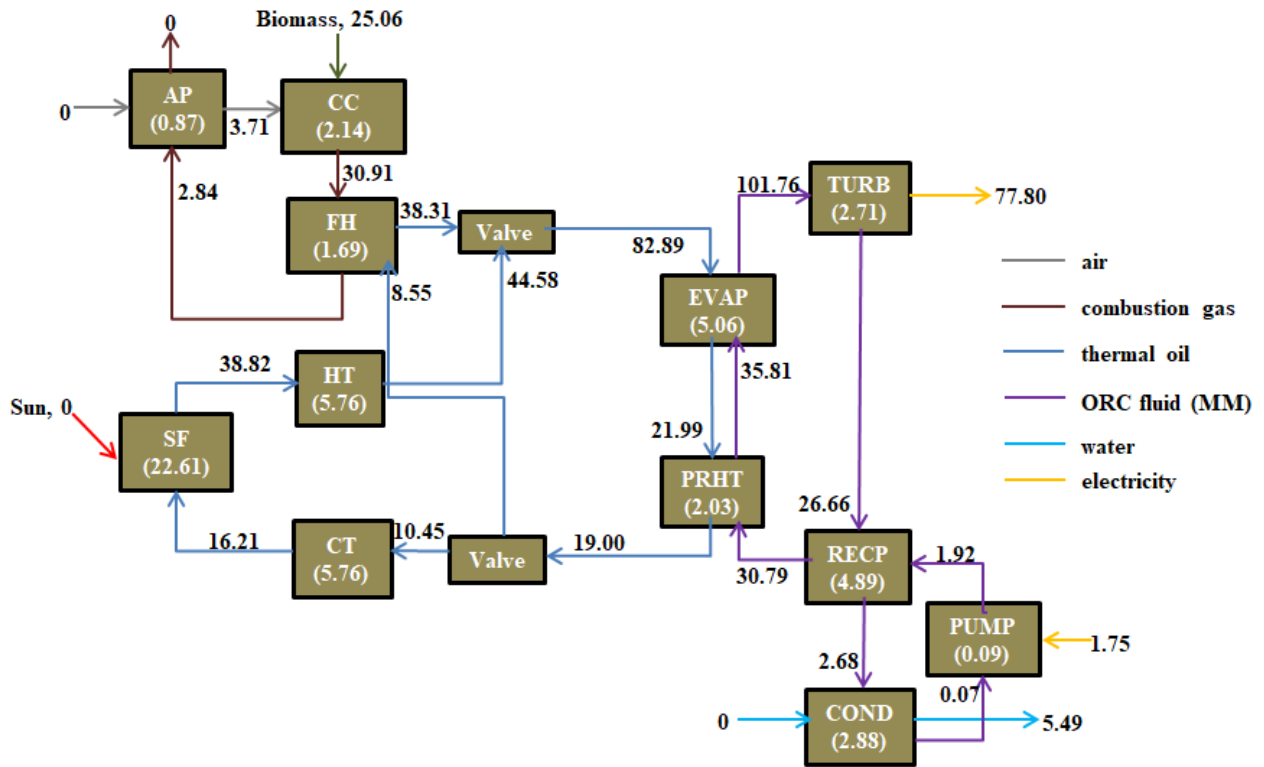 0
Biomass, 25.06
AP
(0.87)
0
3.71
CC
(2.14)
2.84
30.91
FH
(1.69)
38.31
Valve
8.55
44.58
82.89
101.76
TURB
(2.71)
77.80
EVAP
(5.06)
35.81
38.82
HT
(5.76)
Sun, 0
SF
(22.61)
21.99
PRHT
(2.03)
26.66
16.21
CT
(5.76)
10.45
Valve
19.00
30.79
RECP
(4.89)
1.92
PUMP
(0.09)
1.75
2.68
0.07
0
COND
(2.88)
5.49
air
combustion gas
thermal oil
ORC fluid (MM)
water
electricity